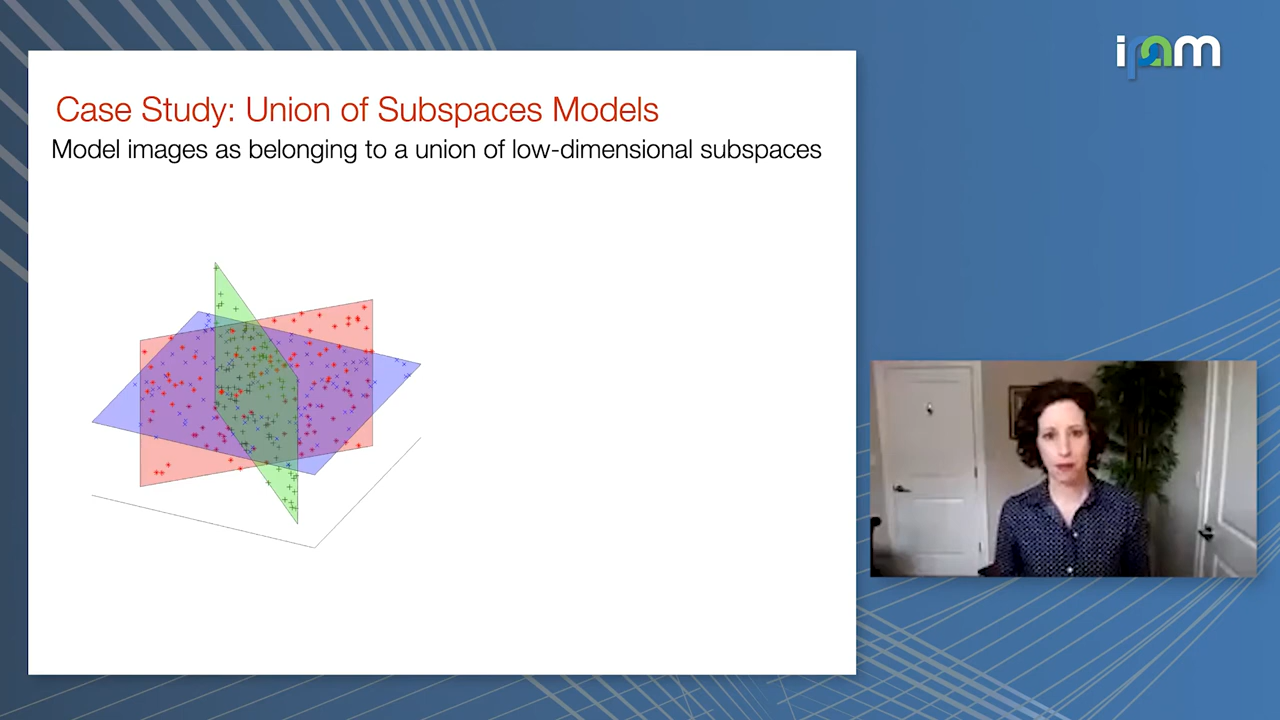 ipam
Case Study: Union of Subspaces Models
Model images as belonging to a union of low-dimensional subspaces